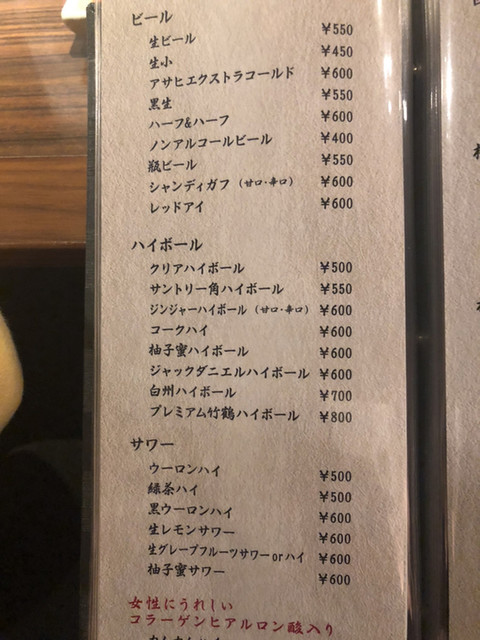 ビール
生ビール ¥550
生小 ¥450
アサヒエクストラコールド ¥600
黒生 ¥550
ハーフ&ハーフ ¥600
ノンアルコールビール ¥400
瓶ビール ¥550
シャンディガフ（甘口・辛口） ¥600
レッドアイ ¥600
ハイボール
クリアハイボール ¥500
サントリー角ハイボール ¥550
ジンジャーハイボール（甘口・辛口） ¥600
コークハイ ¥600
柚子蜜ハイボール ¥600
ジャックダニエルハイボール ¥600
白州ハイボール ¥700
プレミアム竹鶴ハイボール ¥800
サワー
ウーロンハイ ¥500
緑茶ハイ ¥500
黒ウーロンハイ ¥600
生レモンサワー ¥600
生グレープフルーツサワーorハイ ¥600
柚子蜜サワー ¥600
女性にうれしい
コラーゲンヒアルロン酸入り